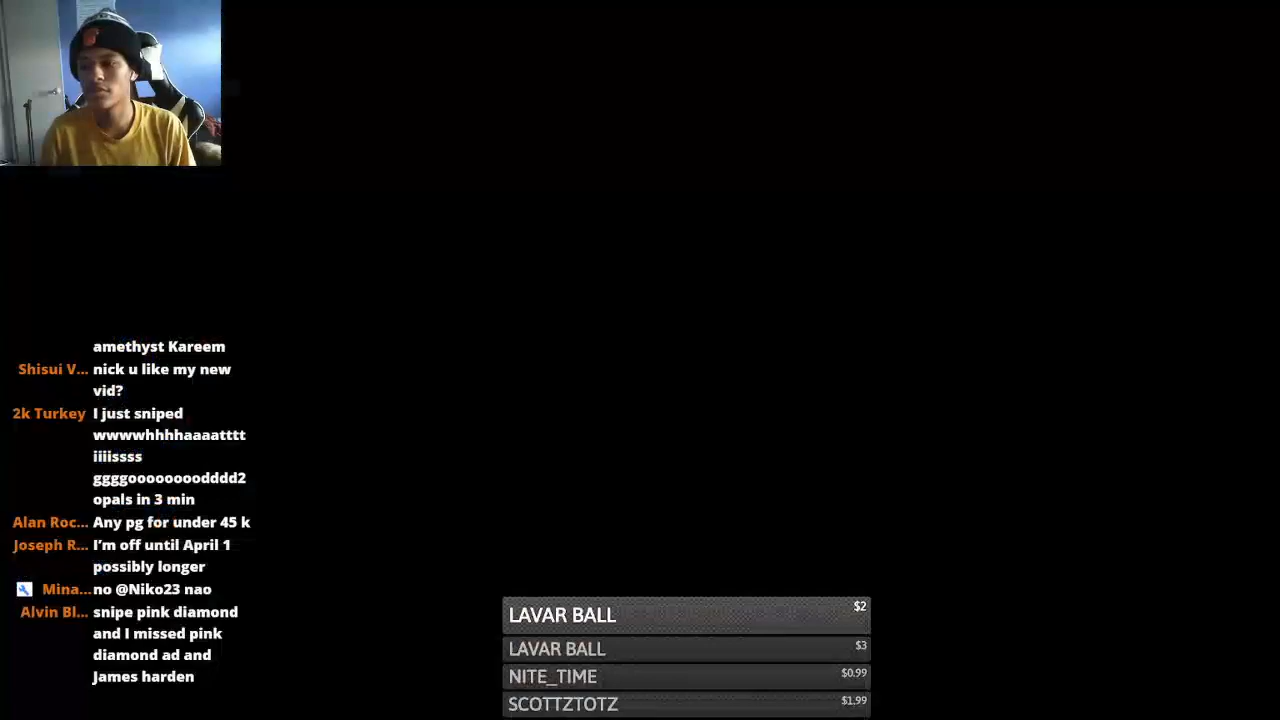 amethyst Kareem
Shisui V... nick u like my new
vid?
2k Turkey I just sniped
wwwwhhhhaaaatttt
iiiissss
ggggoooooooodddd2
opals in 3 min
Alan Roc... Any pg for under 45 k
Joseph R... I'm off until April 1
possibly longer
Mina... no @Niko23 nao
Alvin Bl... snipe pink diamond
and I missed pink
diamond ad and
James harden
LAVAR BALL $2
LAVAR BALL $3
NITE_TIME $0.99
SCOTTZTOTZ $1.99